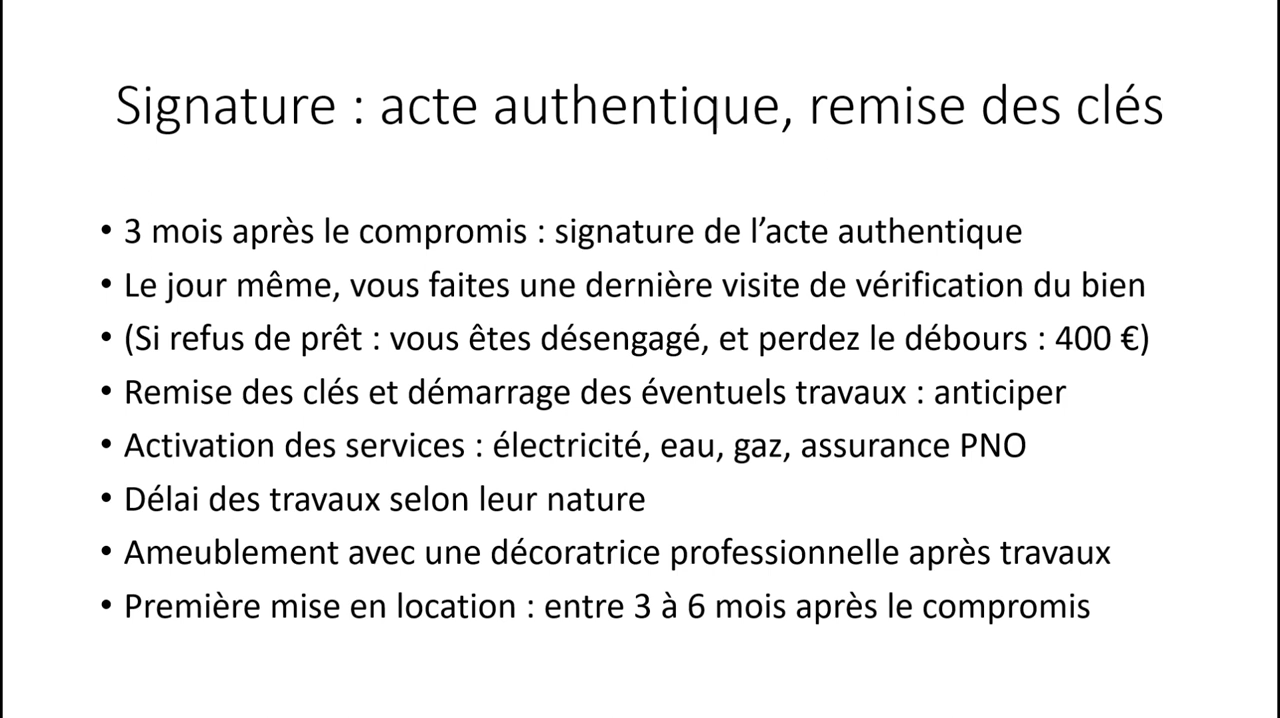 Signature : acte authentique, remise des clés
• 3 mois après le compromis : signature de l’acte authentique
• Le jour même, vous faites une dernière visite de vérification du bien
• (Si refus de prêt : vous êtes désengagé, et perdez le débours : 400 €)
• Remise des clés et démarrage des éventuels travaux : anticiper
• Activation des services : électricité, eau, gaz, assurance PNO
• Délai des travaux selon leur nature
• Ameublement avec une décoratrice professionnelle après travaux
• Première mise en location : entre 3 à 6 mois après le compromis